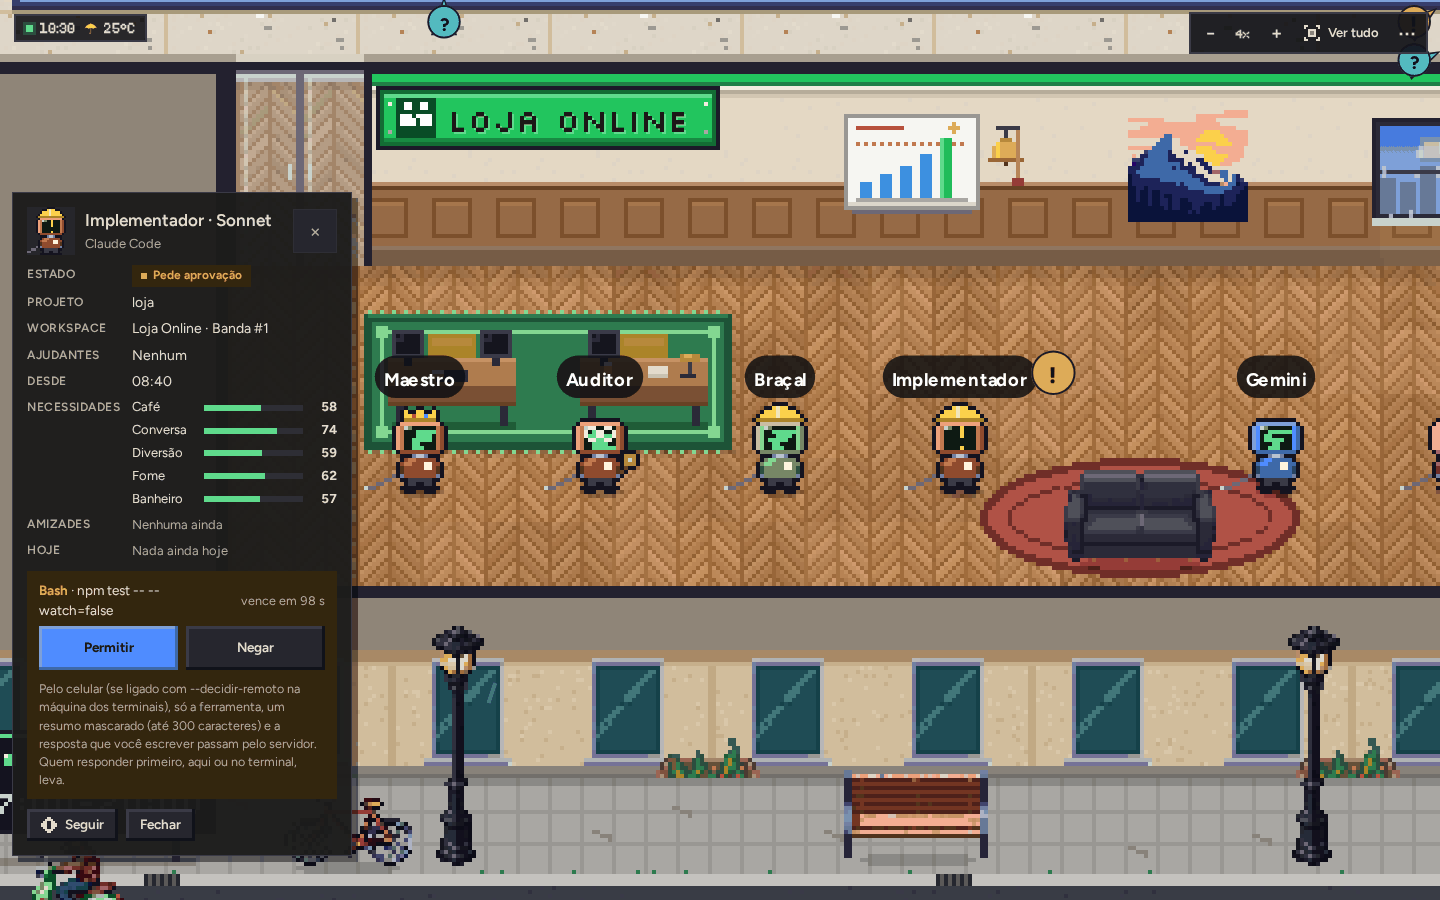 10:30 25°C
?
− 4x + Ver tudo ...
?
LOJA ONLINE
Implementador · Sonnet
×
Claude Code
ESTADO Pede aprovação
PROJETO loja
WORKSPACE Loja Online · Banda #1
AJUDANTES Nenhum
DESDE 08:40
NECESSIDADES Café 58
Conversa 74
Diversão 59
Fome 62
Banheiro 57
AMIZADES Nenhuma ainda
HOJE Nada ainda hoje
Bash · npm test -- --
watch=false
vence em 98 s
Permitir Negar
Pelo celular (se ligado com --decidir-remoto na
máquina dos terminais), só a ferramenta, um
resumo mascarado (até 300 caracteres) e a
resposta que você escrever passam pelo servidor.
Quem responder primeiro, aqui ou no terminal,
leva.
Seguir Fechar
Maestro
Auditor
Braçal
Implementador !
Gemini